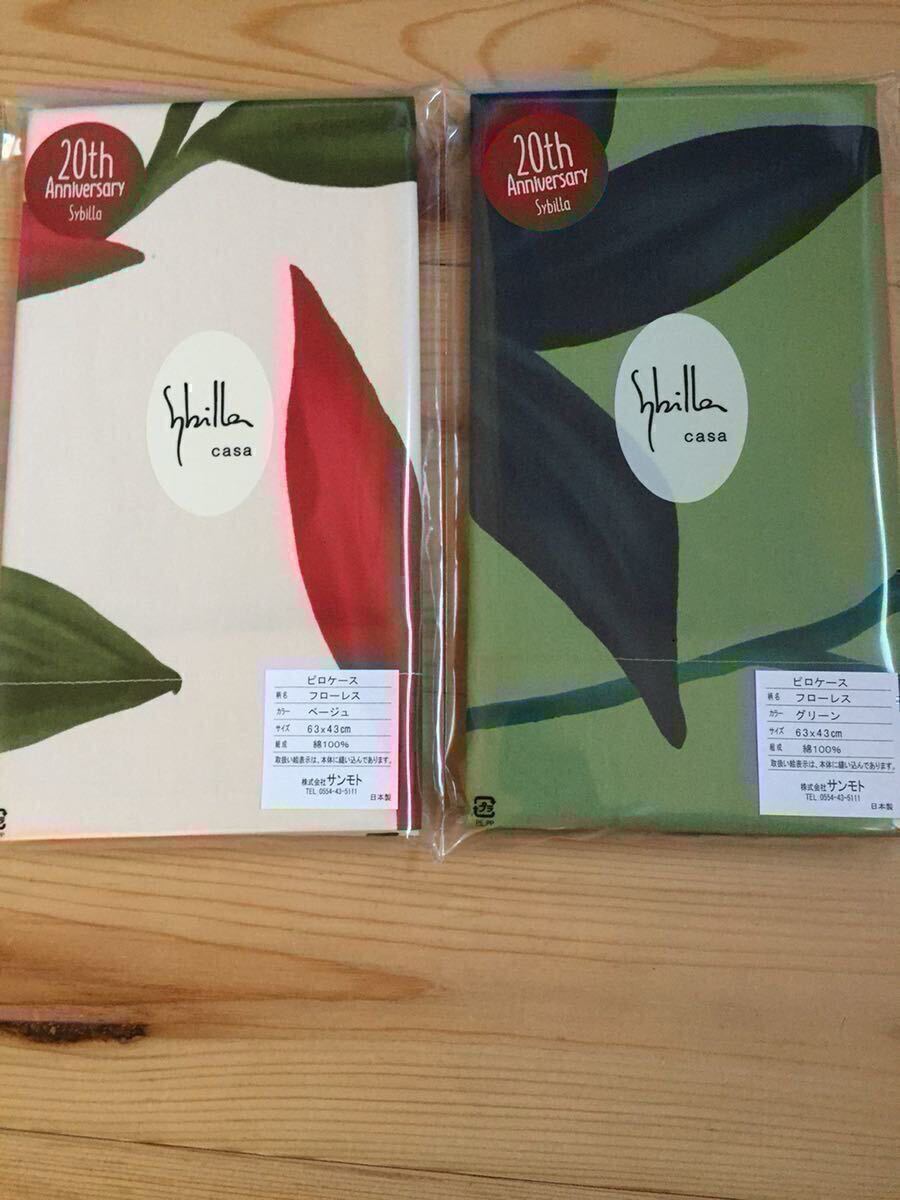 20th
Anniversary
Sybilla
Sybilla
casa
ピロケース
柄名 フローレス
カラー ベージュ
サイズ 63x43cm
組成 綿100%
取扱い絵表示は、本体に縫い込んであります。
株式会社サンモト
TEL.0554-43-5111
日本製
20th
Anniversary
Sybilla
Sybilla
casa
ピロケース
柄名 フローレス
カラー グリーン
サイズ 63x43cm
組成 綿100%
取扱い絵表示は、本体に縫い込んであります。
株式会社サンモト
TEL.0554-43-5111
日本製
プラ
PE,PP